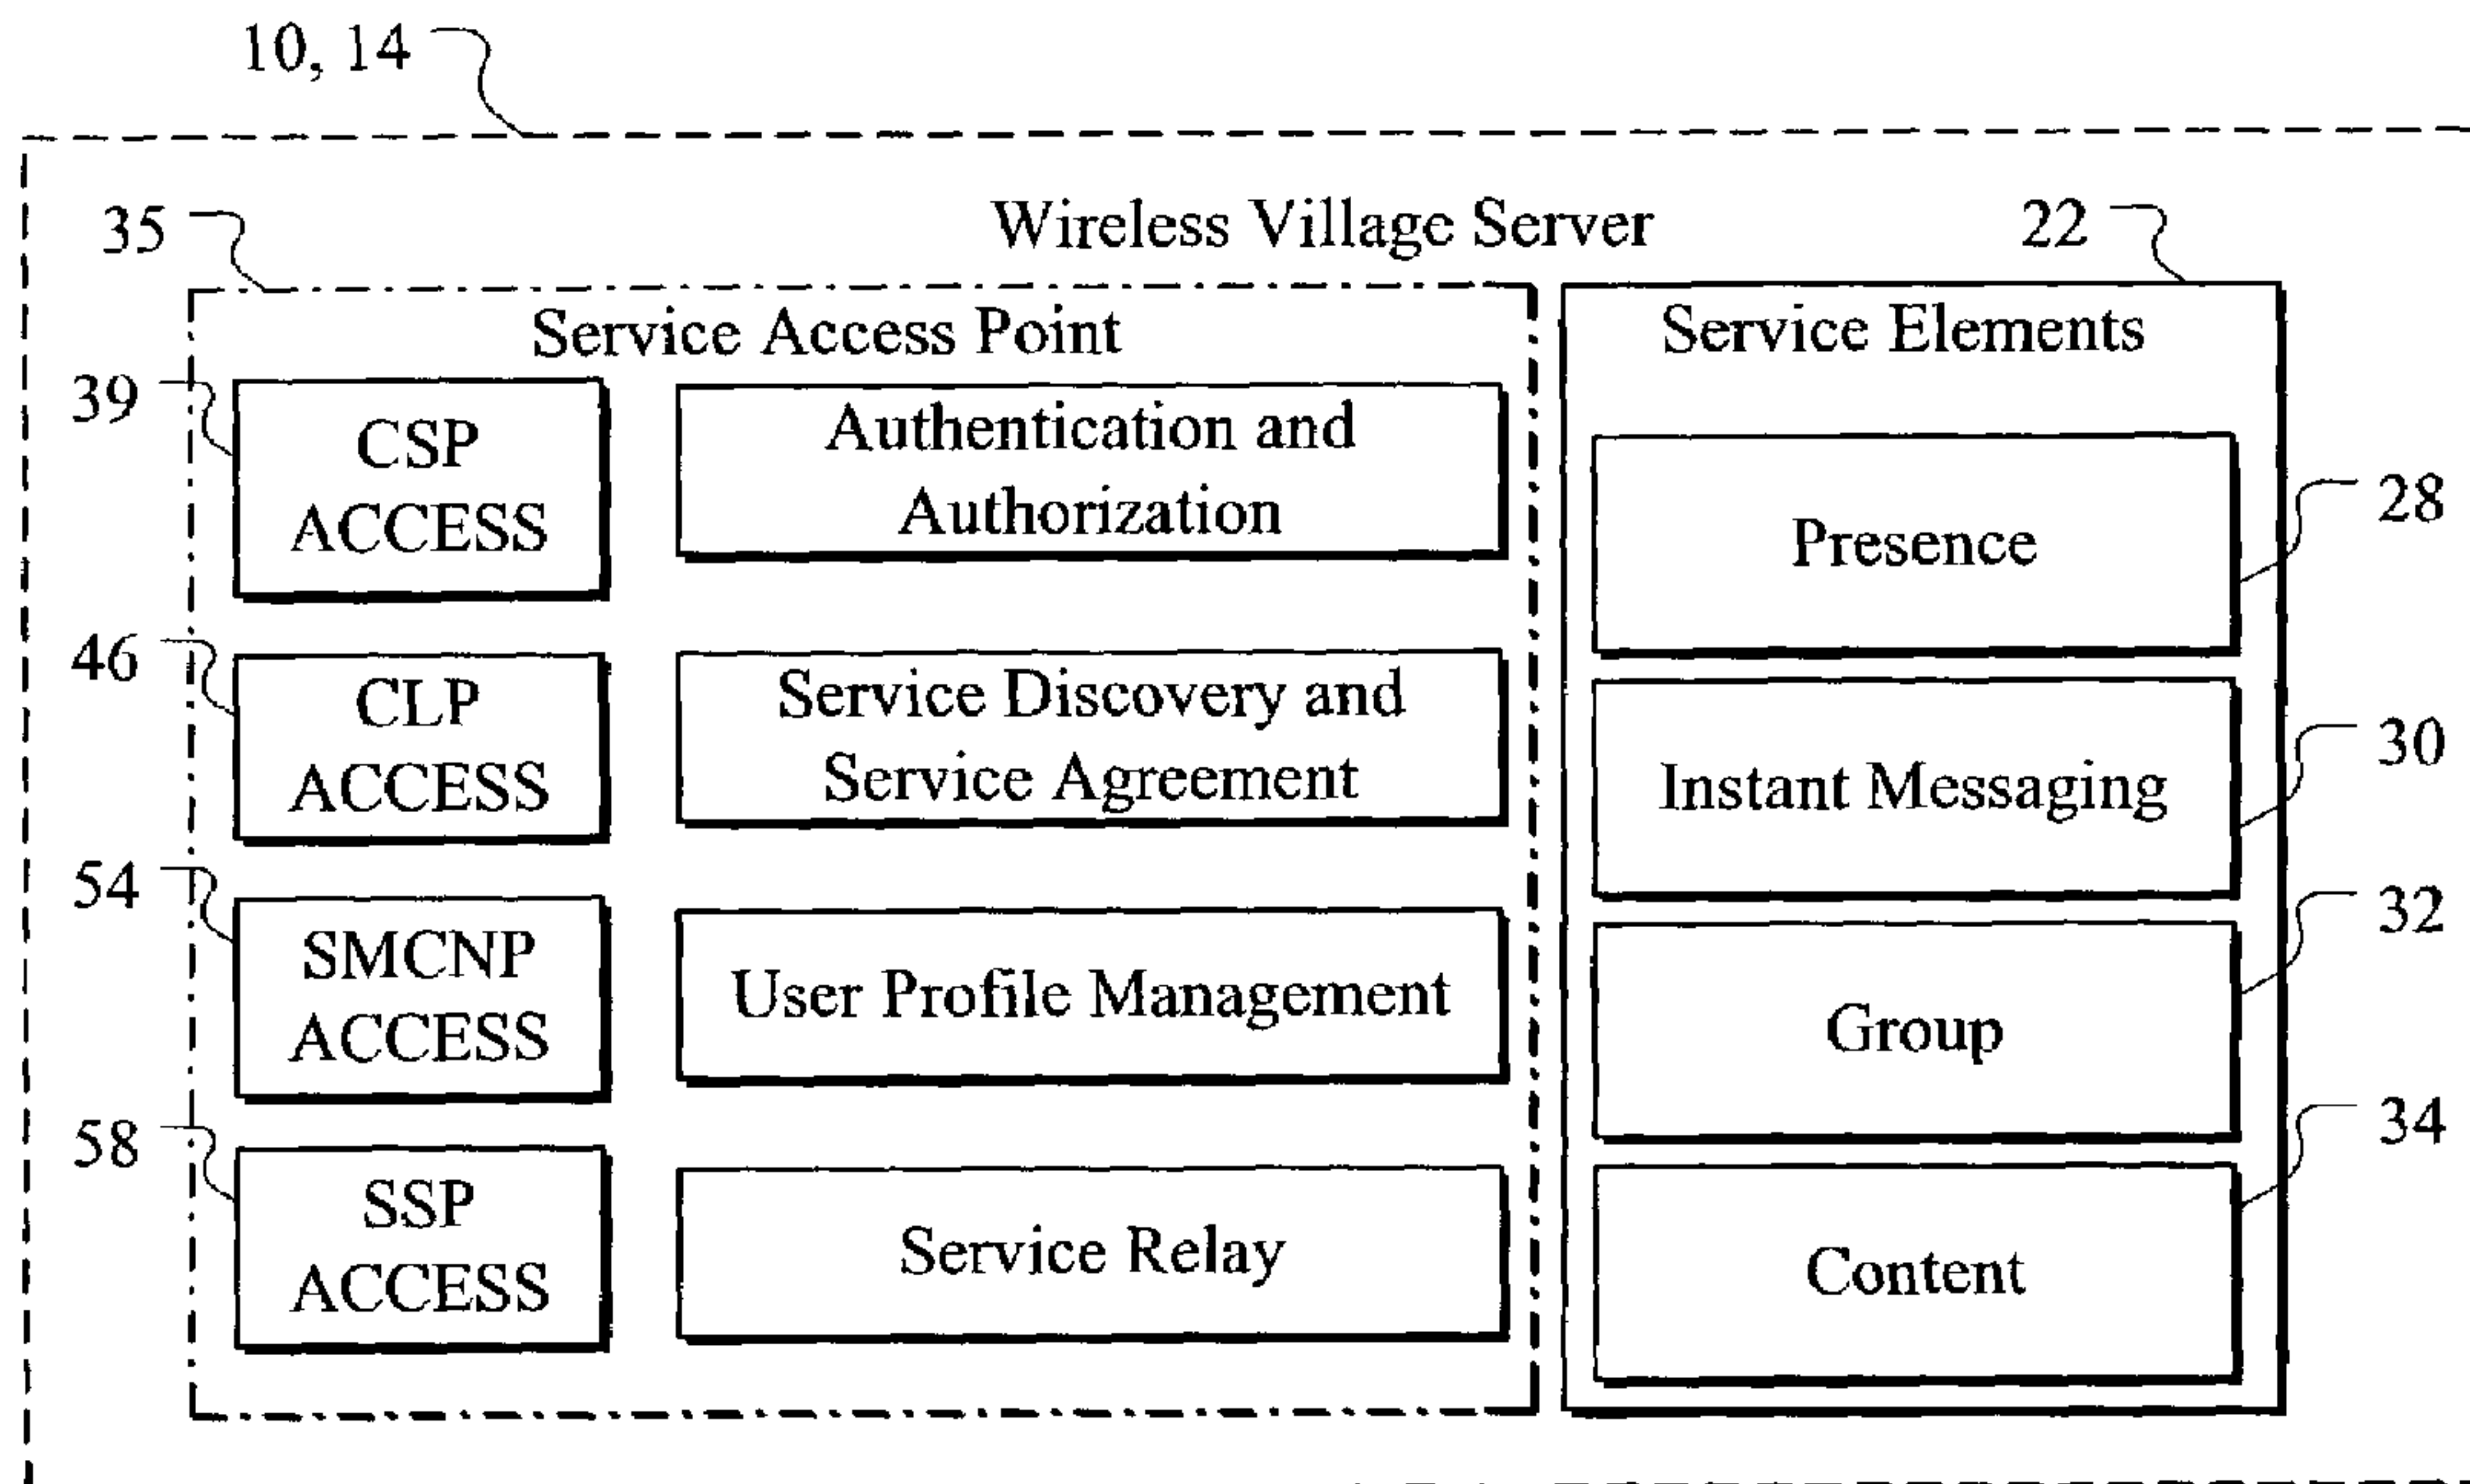 10, 14
Wireless Village Server
35
22
Service Access Point
Service Elements
39
CSP
ACCESS
Authentication and
Authorization
Presence
28
46
CLP
ACCESS
Service Discovery and
Service Agreement
Instant Messaging
30
54
SMCNP
ACCESS
User Profile Management
Group
32
58
SSP
ACCESS
Service Relay
Content
34